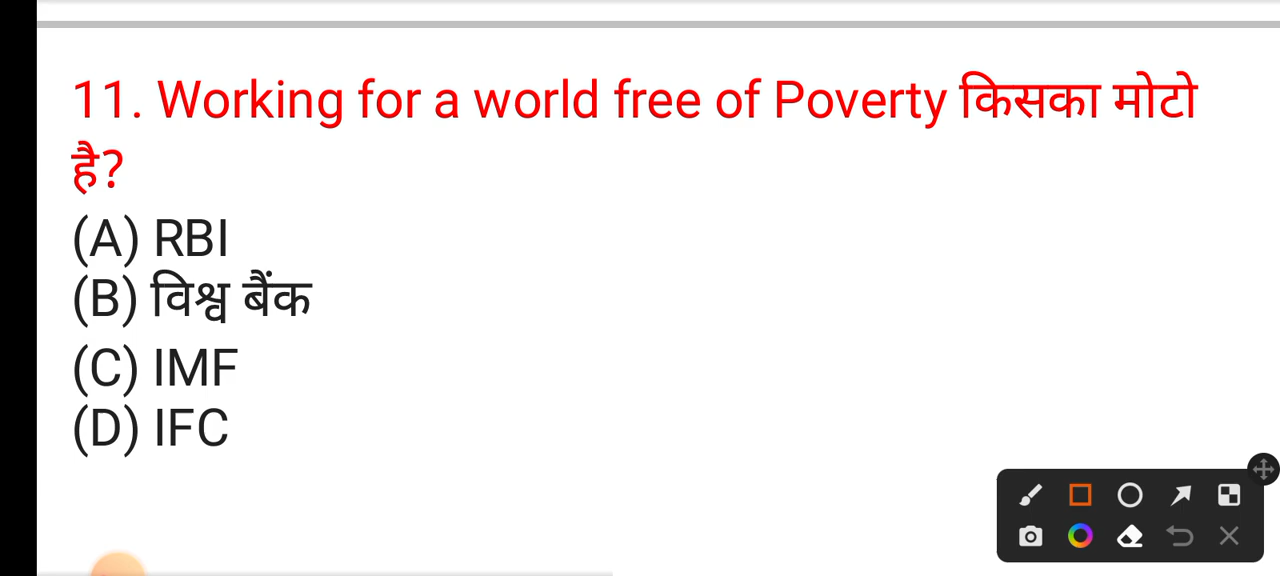 11. Working for a world free of Poverty किसका मोटो
है?
(A) RBI
(B) विश्व बैंक
(C) IMF
(D) IFC